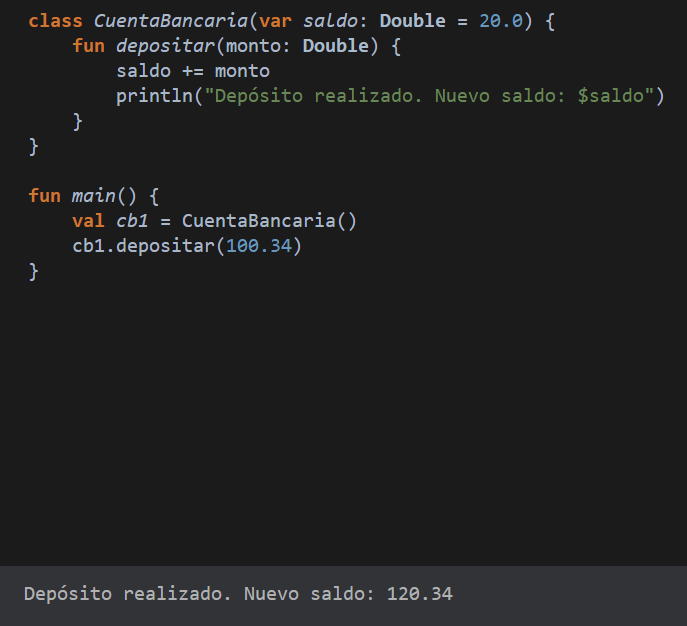 class CuentaBancaria(var saldo: Double = 20.0) {
    fun depositar(monto: Double) {
        saldo += monto
        println("Depósito realizado. Nuevo saldo: $saldo")
    }
}

fun main() {
    val cb1 = CuentaBancaria()
    cb1.depositar(100.34)
}

Depósito realizado. Nuevo saldo: 120.34